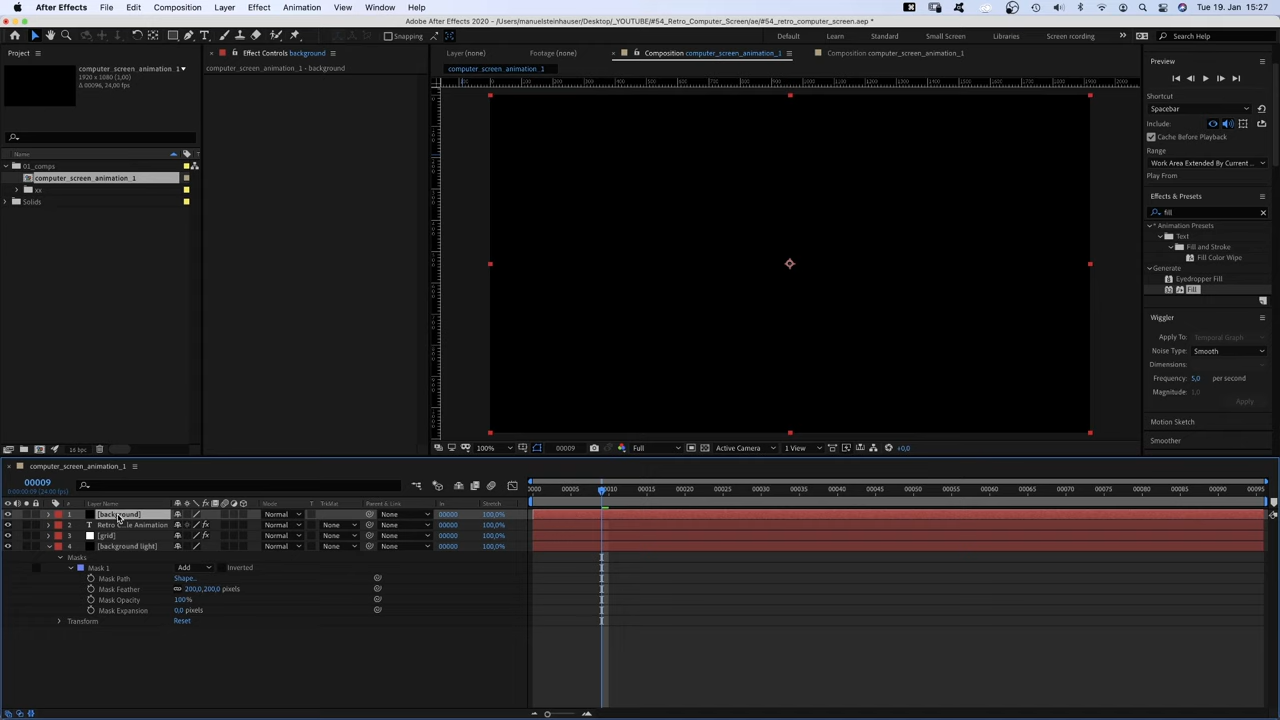 After Effects File Edit Composition Layer Effect Animation View Window Help Tue 19. Jan 15:27
Adobe After Effects 2020 - /Users/manuelsteinhauser/Desktop/_YOUTUBE/#54_Retro_Computer_Screen/ae/#54_retro_computer_screen.aep *
Snapping Default Learn Standard Small Screen Libraries Screen rcording Search Help
Project Effect Controls background Layer (none) Footage (none) Composition computer_screen_animation_1 Composition computer_screen_animation_1 Preview
computer_screen_animation_1 computer_screen_animation_1 - background computer_screen_animation_1
1920 x 1080 (1,00)
Δ 00096, 24,00 fps
Shortcut
Spacebar
Include:
Cache Before Playback
Range
Name
Work Area Extended By Current ...
01_comps
computer_screen_animation_1
Play From
xx
Solids
Effects & Presets
fill
* Animation Presets
Text
Fill and Stroke
Fill Color Wipe
Generate
Eyedropper Fill
Fill
Wiggler
Apply To: Temporal Graph
Noise Type: Smooth
Dimensions:
Frequency: 5,0 per second
Magnitude: 1,0
Apply
Motion Sketch
Smoother
16 bpc 100% 00009 Full Active Camera 1 View +0,0
computer_screen_animation_1
00009
0:00:00:09 (24.00 fps)
# Layer Name Mode T TrkMat Parent & Link In Stretch
0000 00005 00010 00015 00020 00025 00030 00035 00040 00045 00050 00055 00060 00065 00070 00075 00080 00085 00090 00095
1 [background] Normal None 00000 100,0%
2 T Normal None None 00000 100,0%
3 [grid] Normal None None 00000 100,0%
4 [background light] Normal None None 00000 100,0%
Masks
Mask 1 Add Inverted
Mask Path Shape...
Mask Feather 200,0,200,0 pixels
Mask Opacity 100%
Mask Expansion 0,0 pixels
Transform Reset